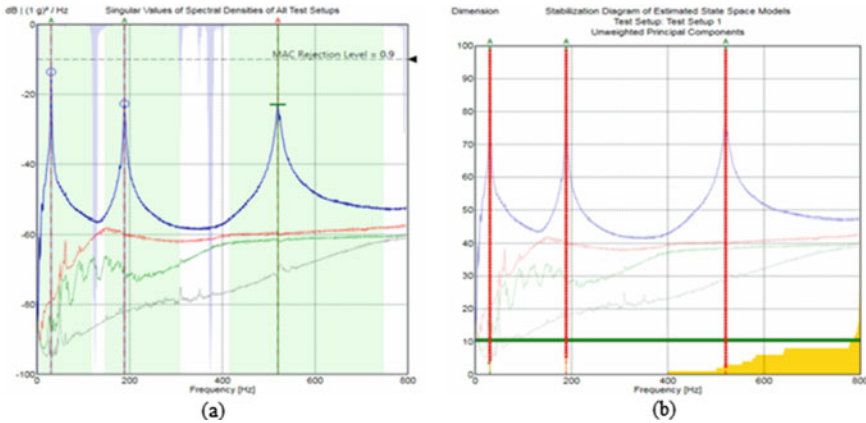 dB | (1 g)² / Hz
Singular Values of Spectral Densities of All Test Setups
0
MAC Rejection Level = 0.9
-20
-40
-60
-80
-100
0
200
400
600
800
Frequency [Hz]
(a)
Dimension
Stabilization Diagram of Estimated State Space Models
Test Setup: Test Setup 1
Unweighted Principal Components
100
90
80
70
60
50
40
30
20
10
0
0
200
400
600
800
Frequency [Hz]
(b)